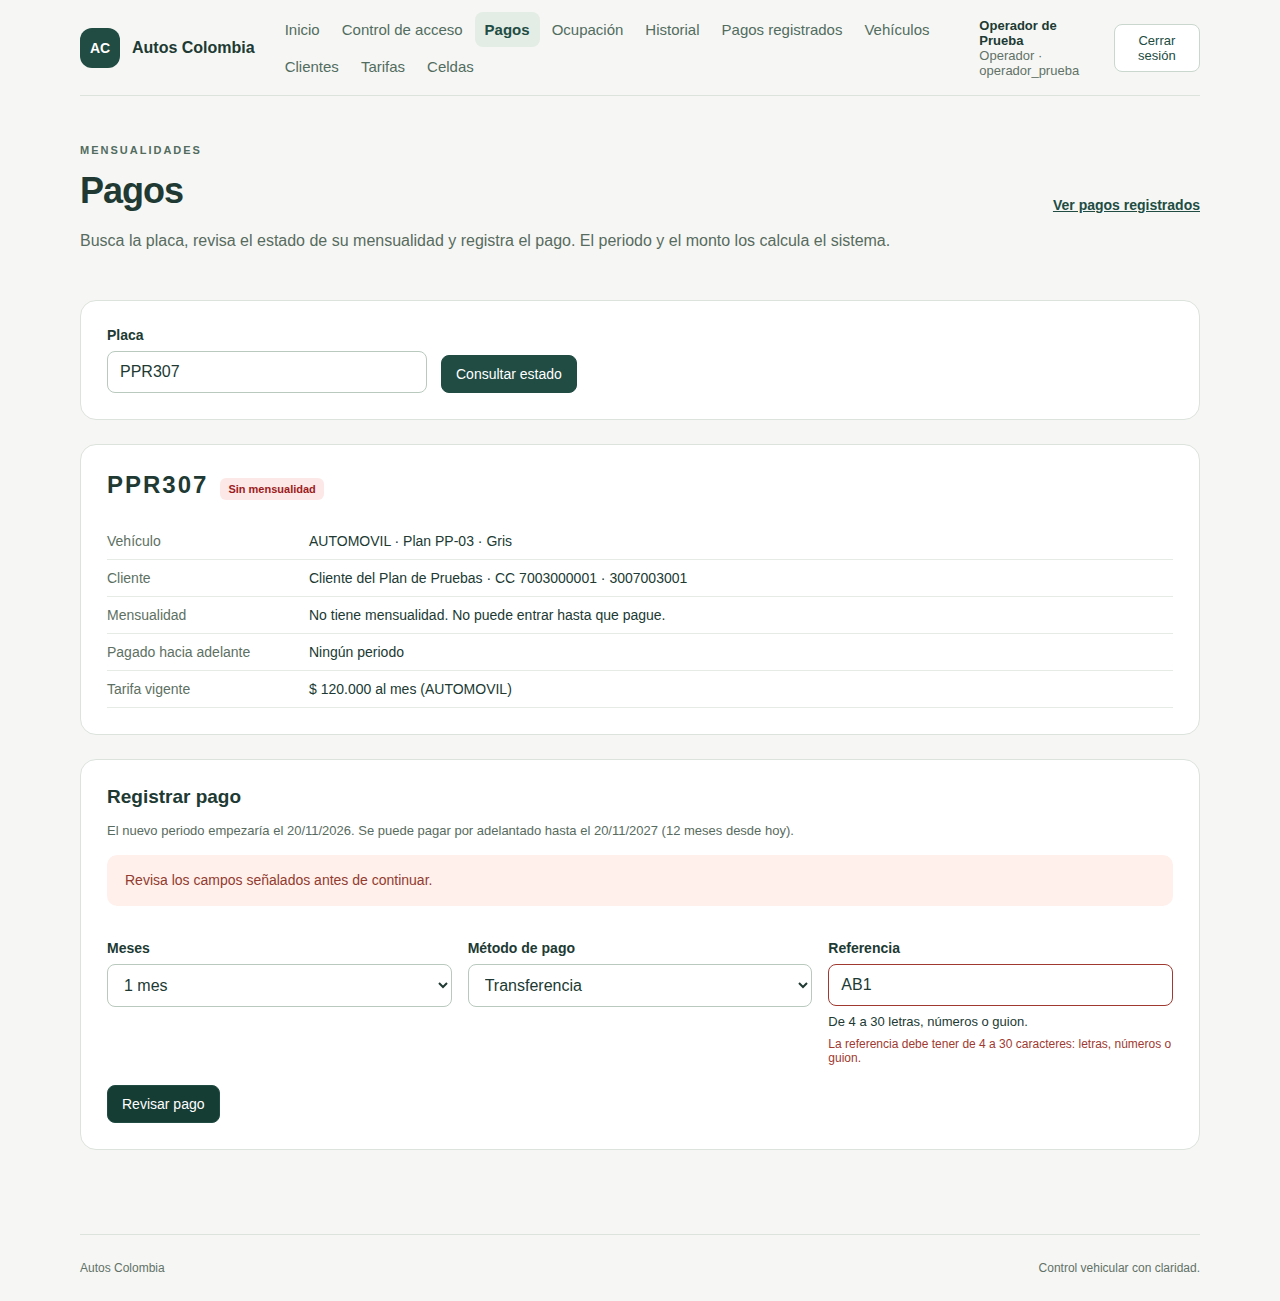 AC
Autos Colombia
Inicio
Control de acceso
Pagos
Ocupación
Historial
Pagos registrados
Vehículos
Clientes
Tarifas
Celdas
Operador de
Prueba
Operador ·
operador_prueba
Cerrar
sesión
MENSUALIDADES
Pagos
Ver pagos registrados
Busca la placa, revisa el estado de su mensualidad y registra el pago. El periodo y el monto los calcula el sistema.
Placa
PPR307
Consultar estado
PPR307
Sin mensualidad
Vehículo
AUTOMOVIL · Plan PP-03 · Gris
Cliente
Cliente del Plan de Pruebas · CC 7003000001 · 3007003001
Mensualidad
No tiene mensualidad. No puede entrar hasta que pague.
Pagado hacia adelante
Ningún periodo
Tarifa vigente
$ 120.000 al mes (AUTOMOVIL)
Registrar pago
El nuevo periodo empezaría el 20/11/2026. Se puede pagar por adelantado hasta el 20/11/2027 (12 meses desde hoy).
Revisa los campos señalados antes de continuar.
Meses
1 mes
Método de pago
Transferencia
Referencia
AB1
De 4 a 30 letras, números o guion.
La referencia debe tener de 4 a 30 caracteres: letras, números o
guion.
Revisar pago
Autos Colombia
Control vehicular con claridad.